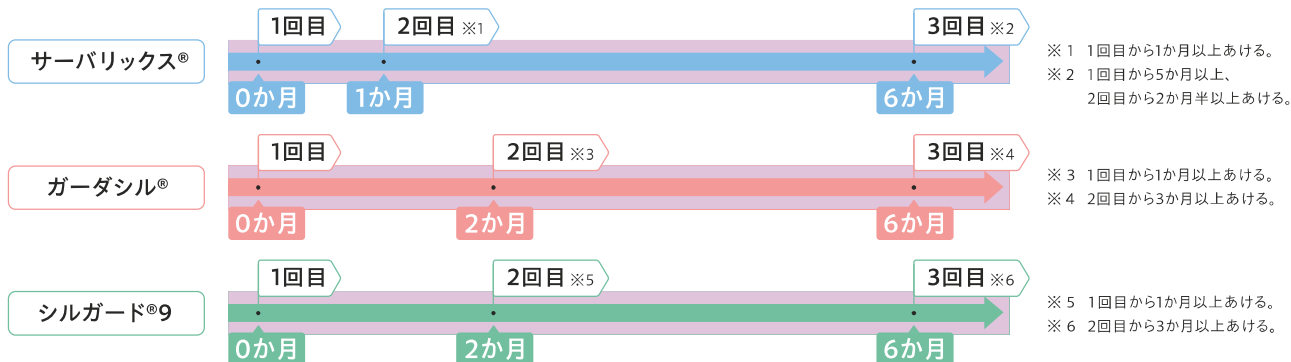 1回目
2回目 ※1
3回目 ※2
サーバリックス®
0か月
1か月
6か月
※1 1回目から1か月以上あける。
※2 1回目から5か月以上、
2回目から2か月半以上あける。
1回目
2回目 ※3
3回目 ※4
ガーダシル®
0か月
2か月
6か月
※3 1回目から1か月以上あける。
※4 2回目から3か月以上あける。
1回目
2回目 ※5
3回目 ※6
シルガード®9
0か月
2か月
6か月
※5 1回目から1か月以上あける。
※6 2回目から3か月以上あける。